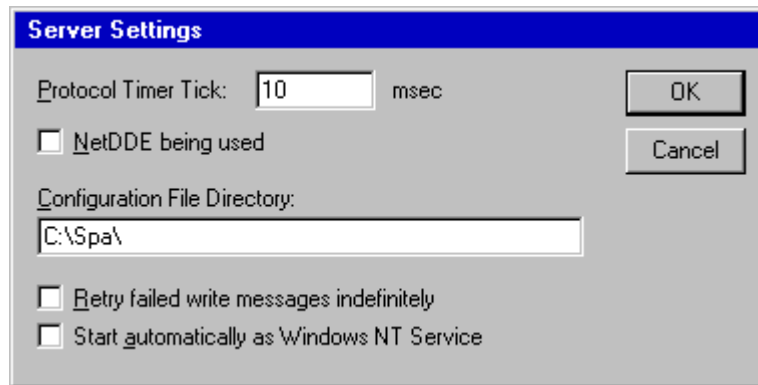 Server Settings
Protocol Timer Tick: 10 msec
OK
NetDDE being used
Cancel
Configuration File Directory:
C:\Spa\
Retry failed write messages indefinitely
Start automatically as Windows NT Service